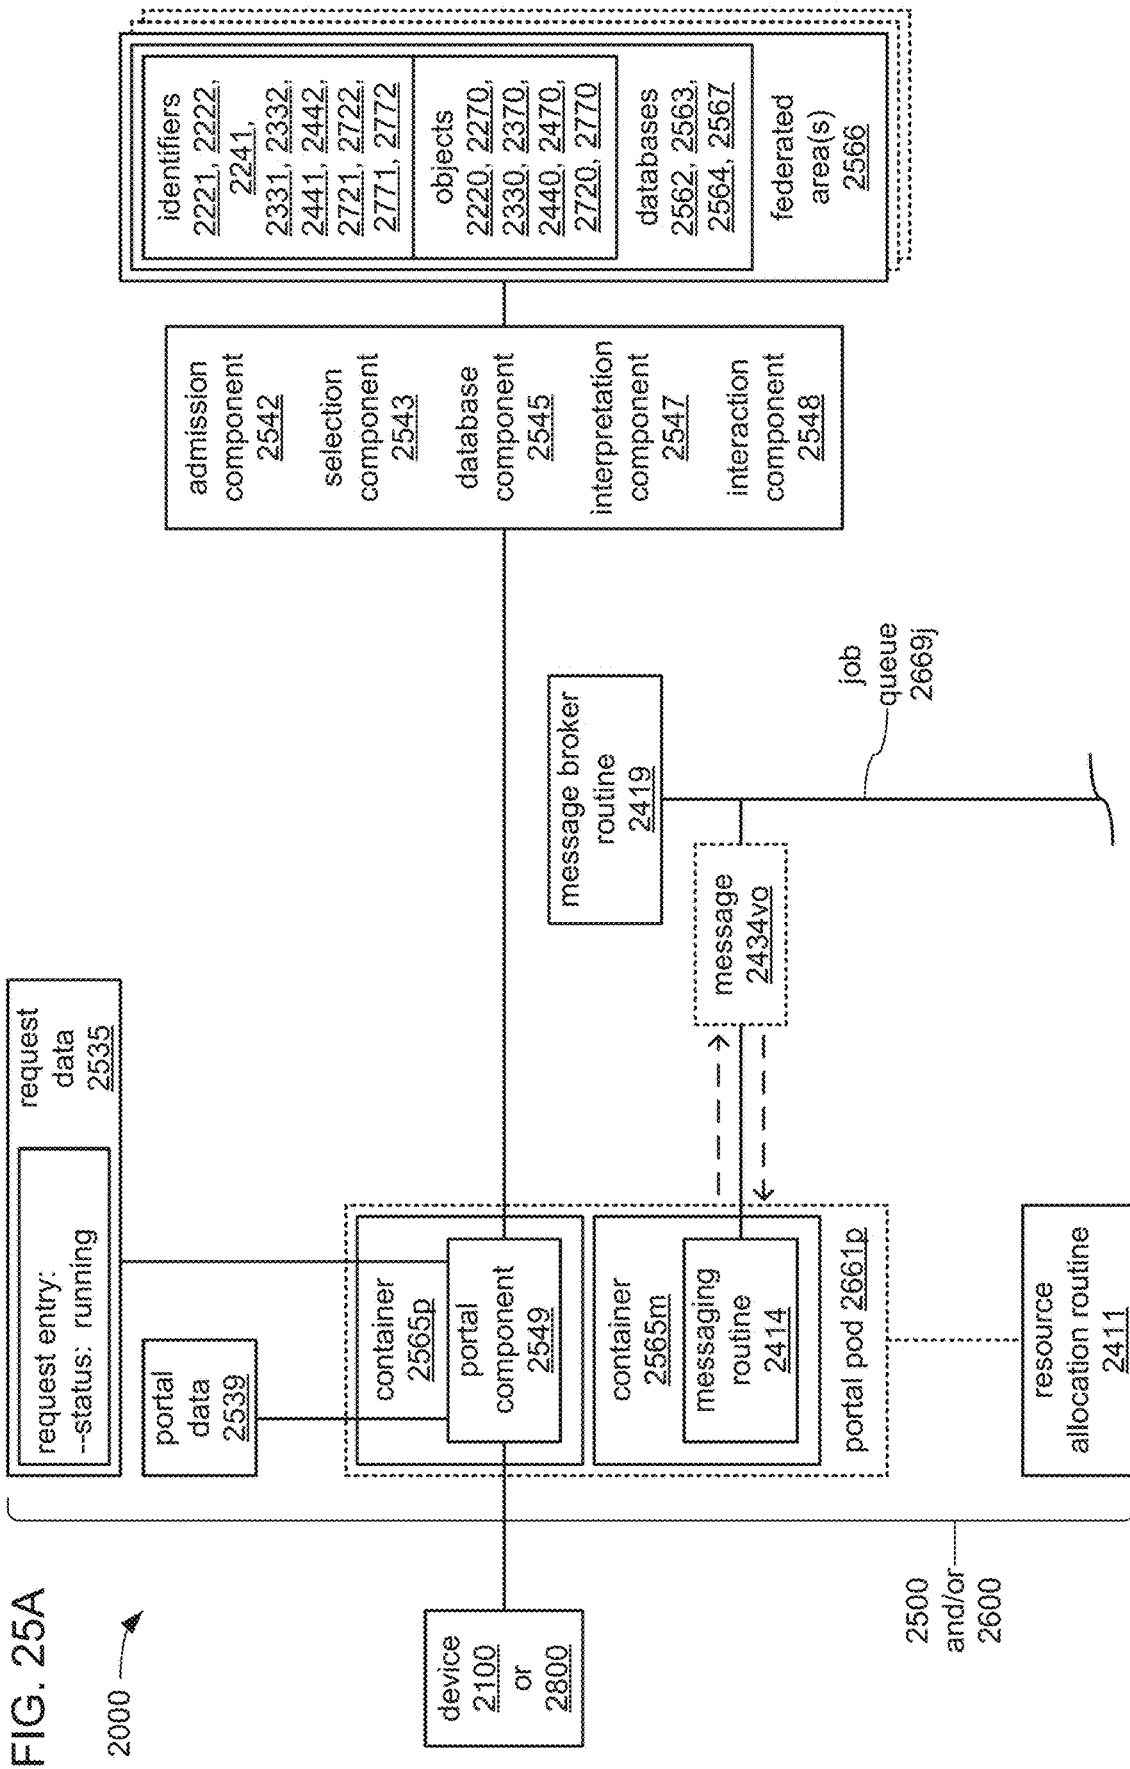 FIG. 25A
2000
device
2100
or
2800
2500
and/or
2600
request entry:
--status: running
request
data
2535
portal
data
2539
container
2565p
portal
component
2549
container
2565m
messaging
routine
2414
portal pod 2661p
resource
allocation routine
2411
message
2434vo
message broker
routine
2419
job
queue
2669j
admission
component
2542
selection
component
2543
database
component
2545
interpretation
component
2547
interaction
component
2548
identifiers
2221, 2222,
2241,
2331, 2332,
2441, 2442,
2721, 2722,
2771, 2772
objects
2220, 2270,
2330, 2370,
2440, 2470,
2720, 2770
databases
2562, 2563,
2564, 2567
federated
area(s)
2566